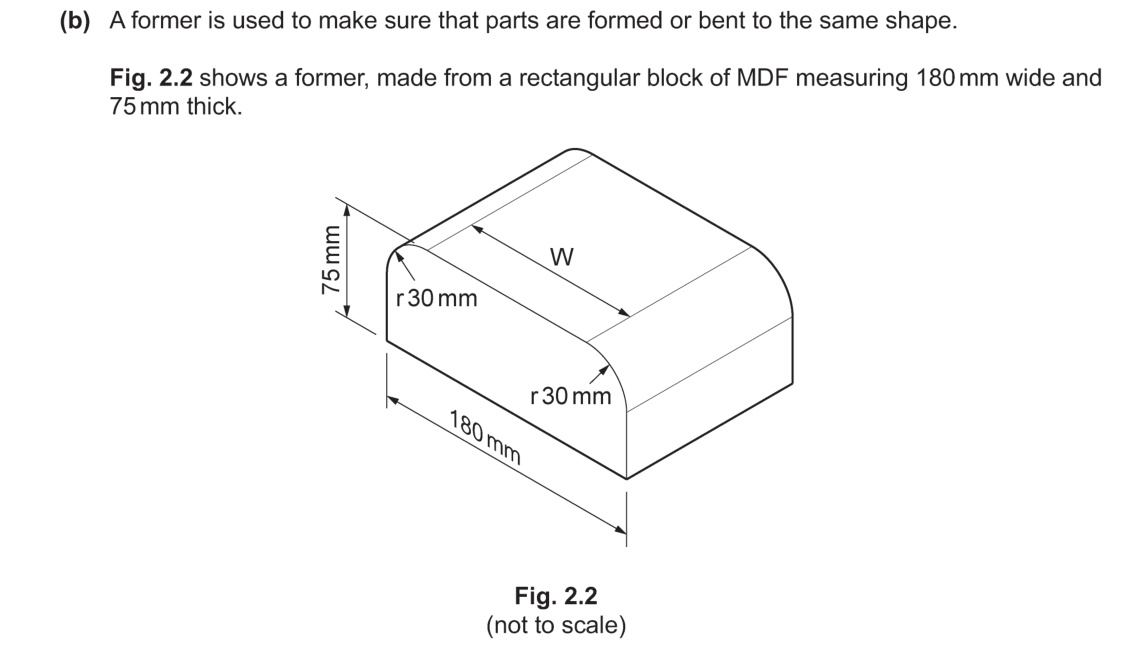 (b) A former is used to make sure that parts are formed or bent to the same shape.
Fig. 2.2 shows a former, made from a rectangular block of MDF measuring 180 mm wide and
75 mm thick.
75 mm
W
r 30 mm
r 30 mm
180 mm
Fig. 2.2
(not to scale)